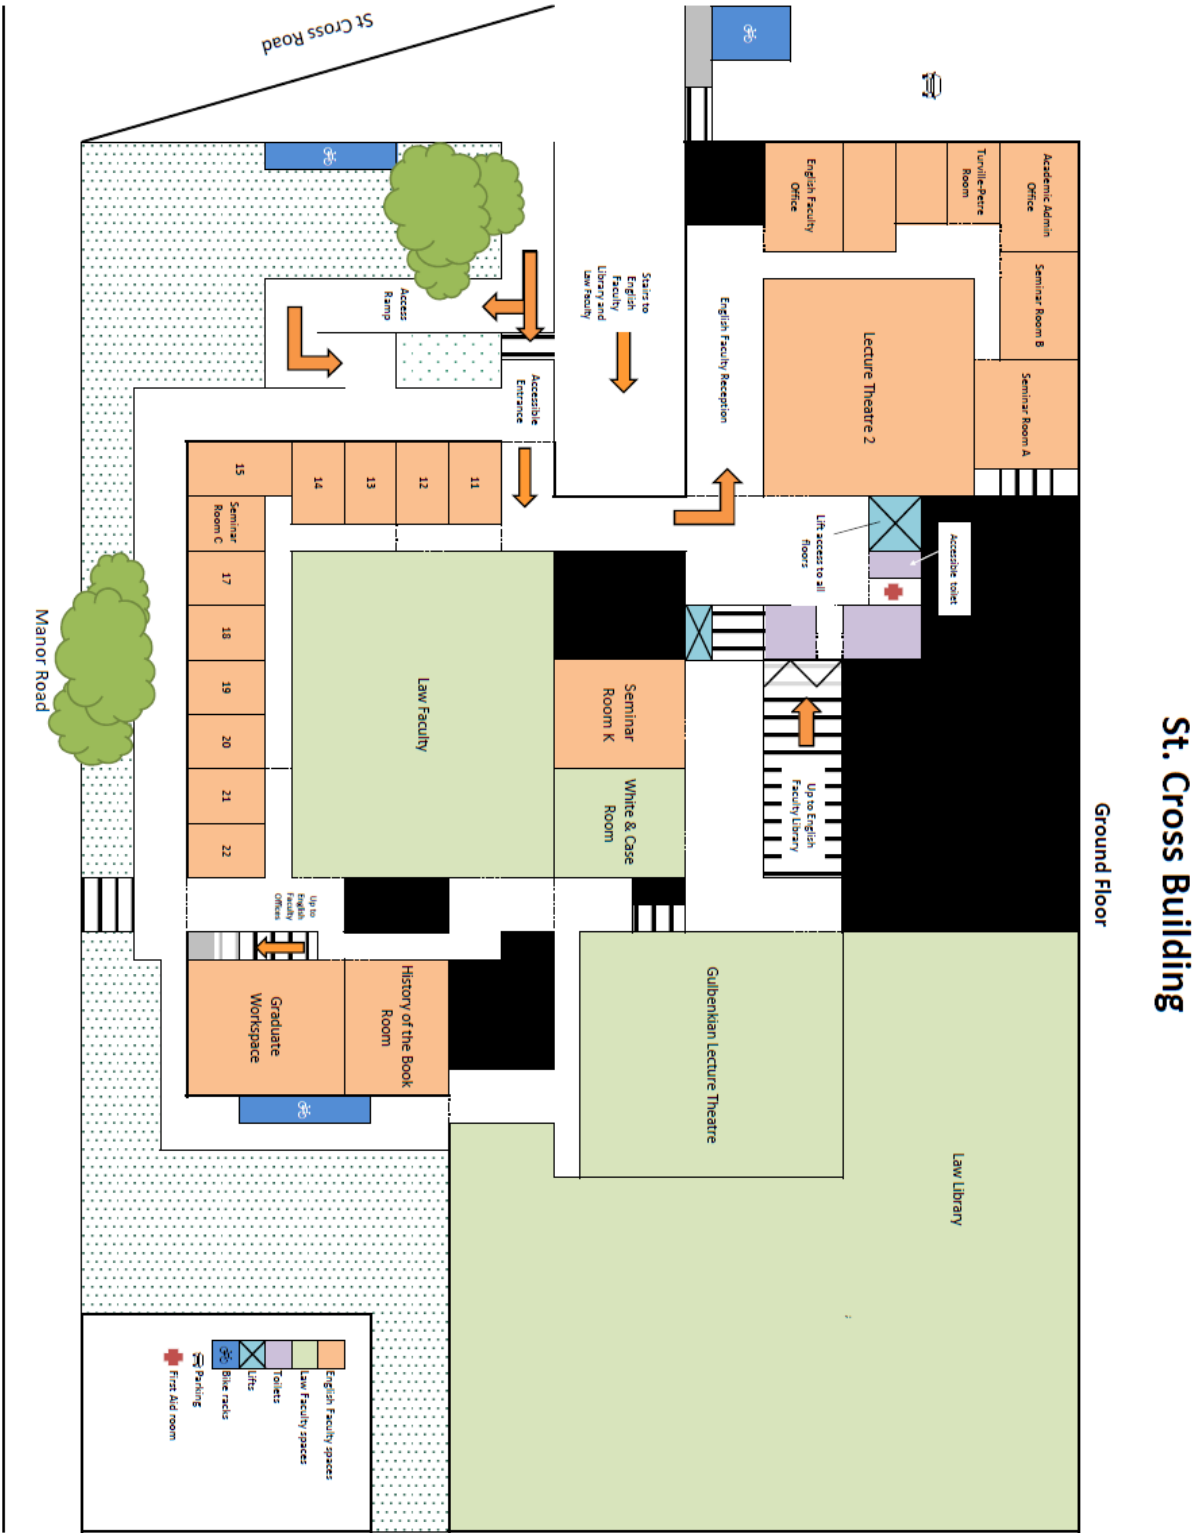 St. Cross Building
Ground Floor
St Cross Road
Academic Admin
Office
Turville-Petre
Room
English Faculty
Office
Seminar Room B
Seminar Room A
Lecture Theatre 2
English Faculty Reception
Stairs to
English
Faculty
Library and
Law Faculty
Access
Ramp
Accessible
Entrance
Accessible toilet
Lift access to all
floors
11
12
13
14
15
Seminar
Room C
17
18
19
20
21
22
Law Faculty
Seminar
Room K
White & Case
Room
Up to English
Faculty Library
Up to
English
Faculty
Offices
Graduate
Workspace
History of the Book
Room
Gulbenkian Lecture Theatre
Law Library
Manor Road
English Faculty spaces
Law Faculty spaces
Toilets
Lifts
Bike racks
Parking
First Aid room